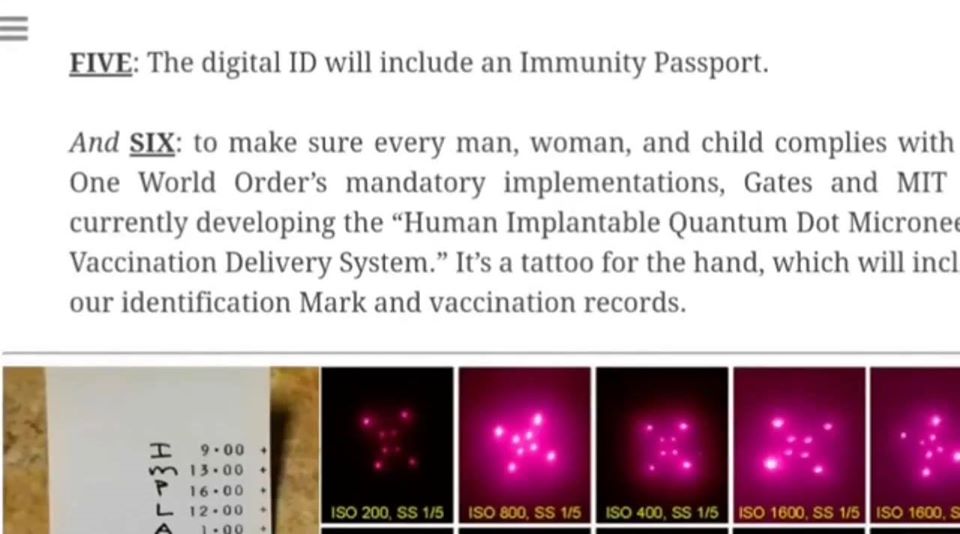 FIVE: The digital ID will include an Immunity Passport.
And SIX: to make sure every man, woman, and child complies with
One World Order's mandatory implementations, Gates and MIT
currently developing the “Human Implantable Quantum Dot
Vaccination Delivery System.” It's a tattoo for the hand, which will
our identification Mark and vaccination records.
I 9.00 +
m 13.00 +
P 16.00 +
L 12.00 +
A 1.00 +
ISO 200, SS 1/5
ISO 800, SS 1/5
ISO 400, SS 1/5
ISO 1600, SS 1/5
ISO 1600,